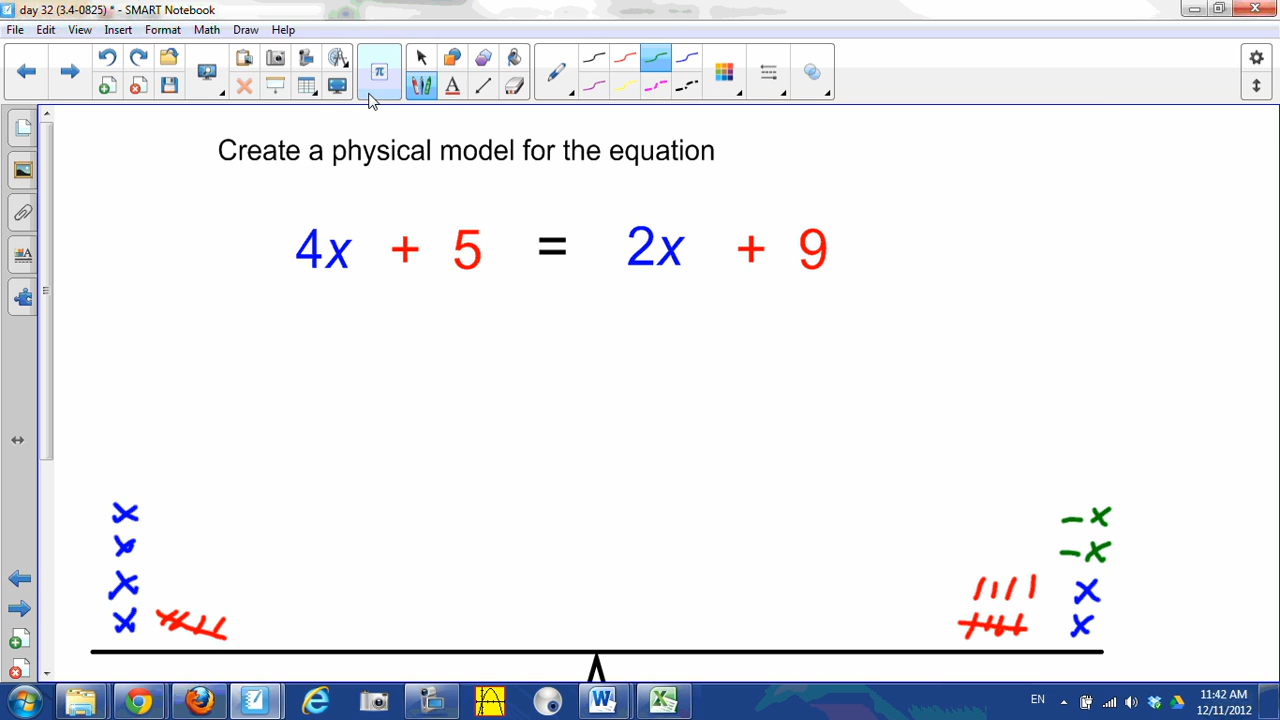 day 32 (3.4-0825) * - SMART Notebook
File Edit View Insert Format Math Draw Help
π
A
Create a physical model for the equation
4x + 5 = 2x + 9
x
x
x
x
-x
-x
x
x
EN
11:42 AM
12/11/2012